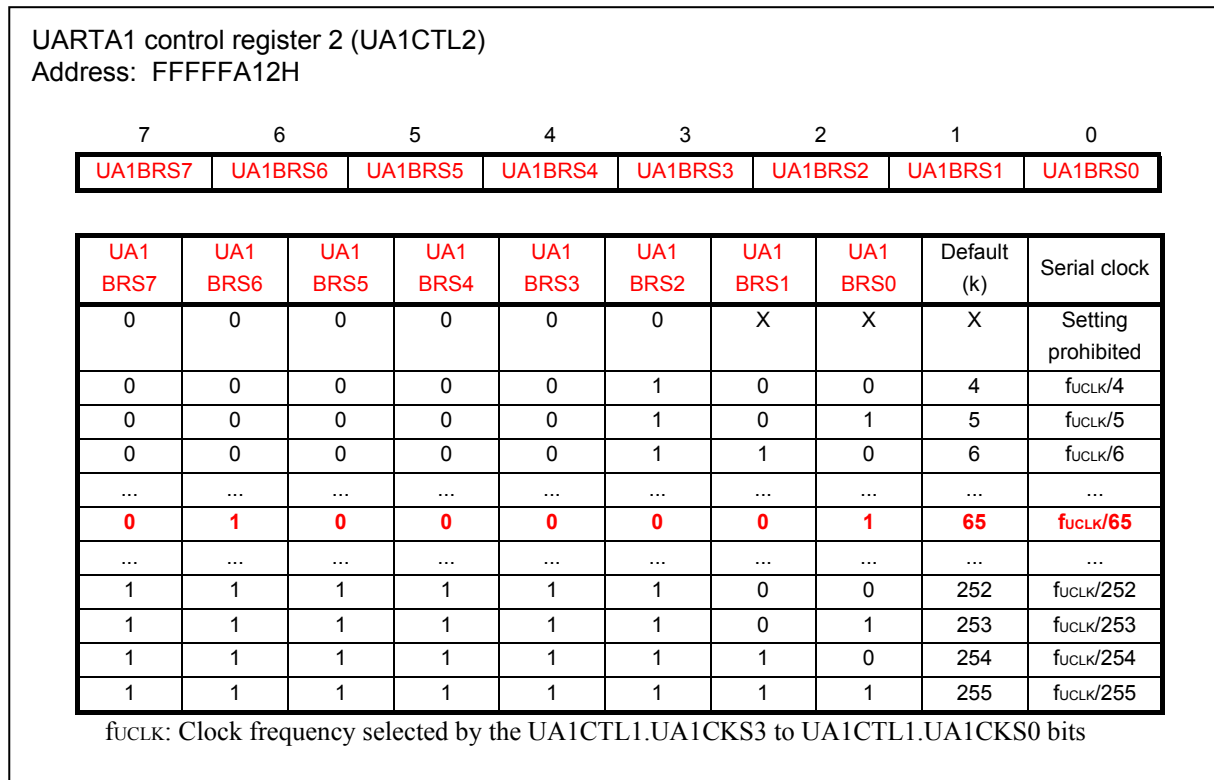 UARTA1 control register 2 (UA1CTL2)
Address: FFFFFA12H
7 6 5 4 3 2 1 0
UA1BRS7 UA1BRS6 UA1BRS5 UA1BRS4 UA1BRS3 UA1BRS2 UA1BRS1 UA1BRS0
UA1 BRS7 UA1 BRS6 UA1 BRS5 UA1 BRS4 UA1 BRS3 UA1 BRS2 UA1 BRS1 UA1 BRS0 Default (k) Serial clock
0 0 0 0 0 0 X X X Setting prohibited
0 0 0 0 0 1 0 0 4 fUCLK/4
0 0 0 0 0 1 0 1 5 fUCLK/5
0 0 0 0 0 1 1 0 6 fUCLK/6
... ... ... ... ... ... ... ... ... ...
0 1 0 0 0 0 0 1 65 fUCLK/65
... ... ... ... ... ... ... ... ... ...
1 1 1 1 1 1 0 0 252 fUCLK/252
1 1 1 1 1 1 0 1 253 fUCLK/253
1 1 1 1 1 1 1 0 254 fUCLK/254
1 1 1 1 1 1 1 1 255 fUCLK/255
fUCLK: Clock frequency selected by the UA1CTL1.UA1CKS3 to UA1CTL1.UA1CKS0 bits